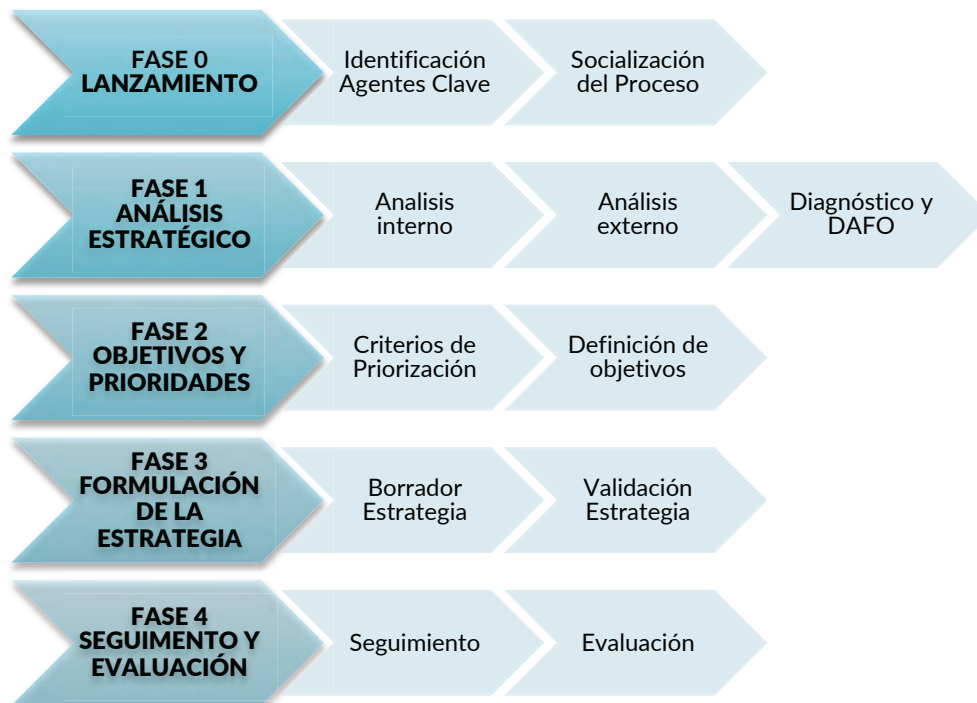 FASE 0
LANZAMIENTO
Identificación
Agentes Clave
Socialización
del Proceso
FASE 1
ANÁLISIS
ESTRATÉGICO
Analisis
interno
Análisis
externo
Diagnóstico y
DAFO
FASE 2
OBJETIVOS Y
PRIORIDADES
Criterios de
Priorización
Definición de
objetivos
FASE 3
FORMULACIÓN
DE LA
ESTRATEGIA
Borrador
Estrategia
Validación
Estrategia
FASE 4
SEGUIMENTO Y
EVALUACIÓN
Seguimiento
Evaluación